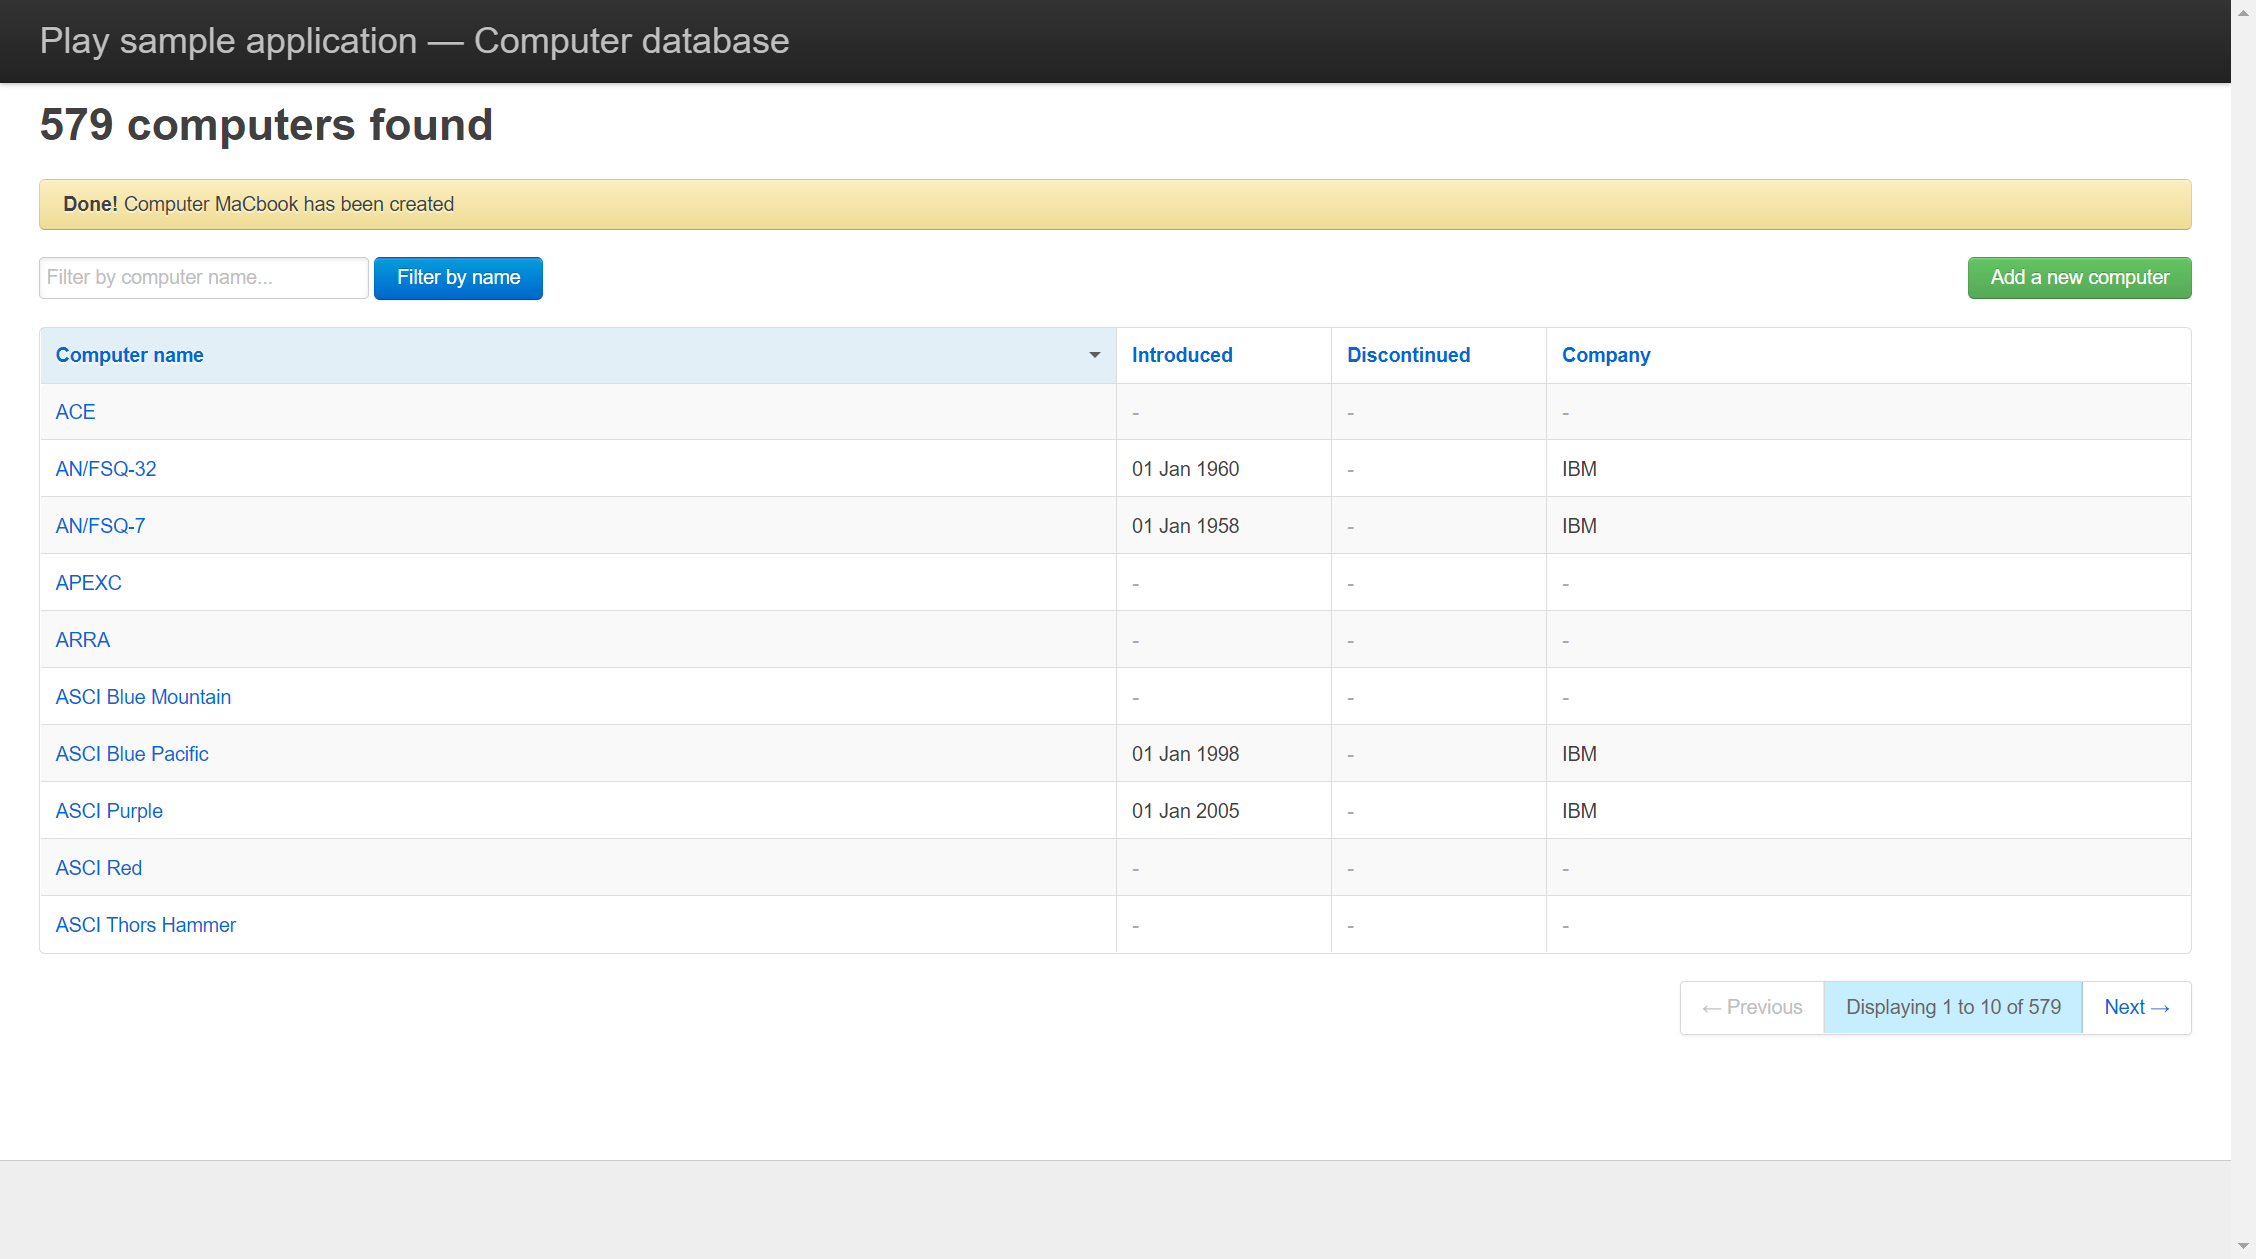 Play sample application — Computer database
579 computers found
Done! Computer MaCbook has been created
Filter by computer name... Filter by name Add a new computer
Computer name Introduced Discontinued Company
ACE - - -
AN/FSQ-32 01 Jan 1960 - IBM
AN/FSQ-7 01 Jan 1958 - IBM
APEXC - - -
ARRA - - -
ASCI Blue Mountain - - -
ASCI Blue Pacific 01 Jan 1998 - IBM
ASCI Purple 01 Jan 2005 - IBM
ASCI Red - - -
ASCI Thors Hammer - - -
← Previous Displaying 1 to 10 of 579 Next →